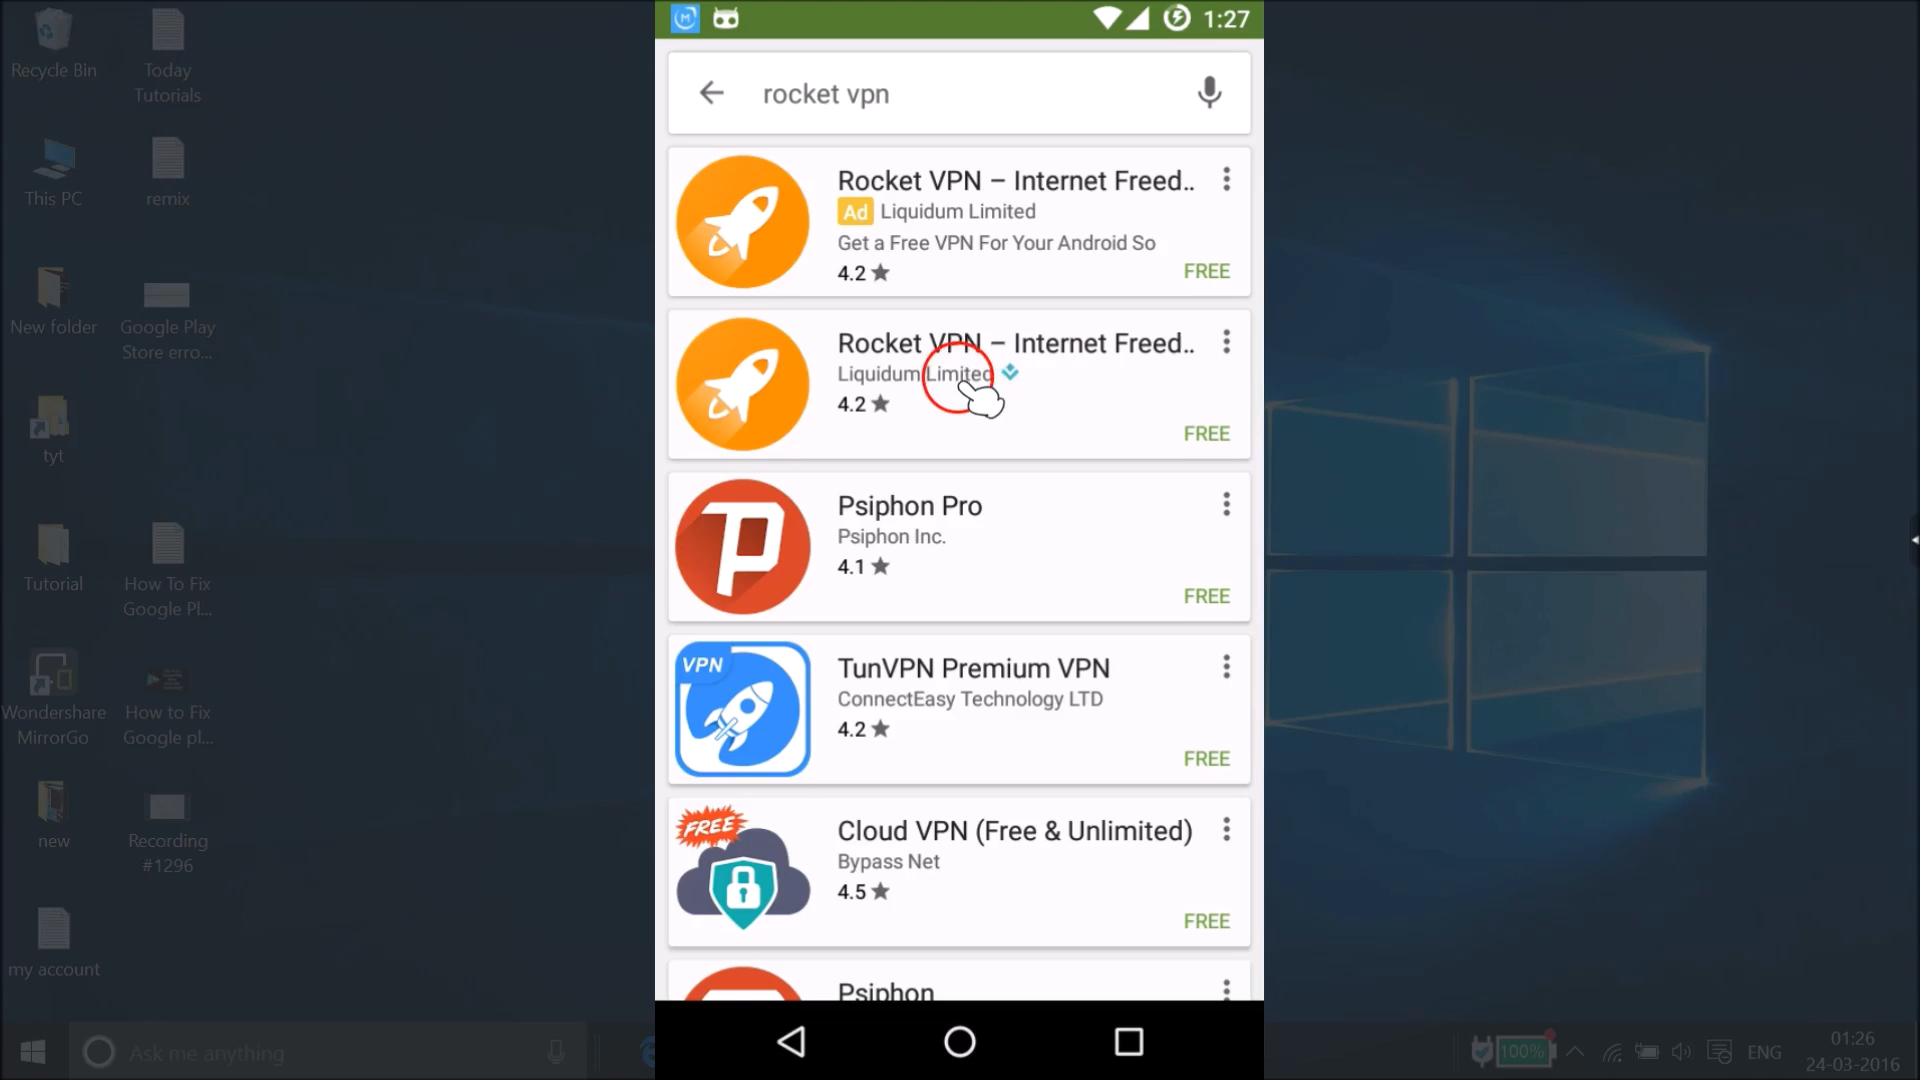 Recycle Bin
Today
Tutorials
This PC
remix
New folder
Google Play
Store erro...
tyt
Tutorial
How To Fix
Google Pl...
Wondershare
MirrorGo
How to Fix
Google pl...
new
Recording
#1296
my account
1:27
rocket vpn
Rocket VPN – Internet Freed..
Ad Liquidum Limited
Get a Free VPN For Your Android So
4.2
FREE
Rocket VPN – Internet Freed..
Liquidum Limited
4.2
FREE
Psiphon Pro
Psiphon Inc.
4.1
FREE
VPN
TunVPN Premium VPN
ConnectEasy Technology LTD
4.2
FREE
FREE
Cloud VPN (Free & Unlimited)
Bypass Net
4.5
FREE
Psiphon
Ask me anything
100%
ENG
01:26
24-03-2016